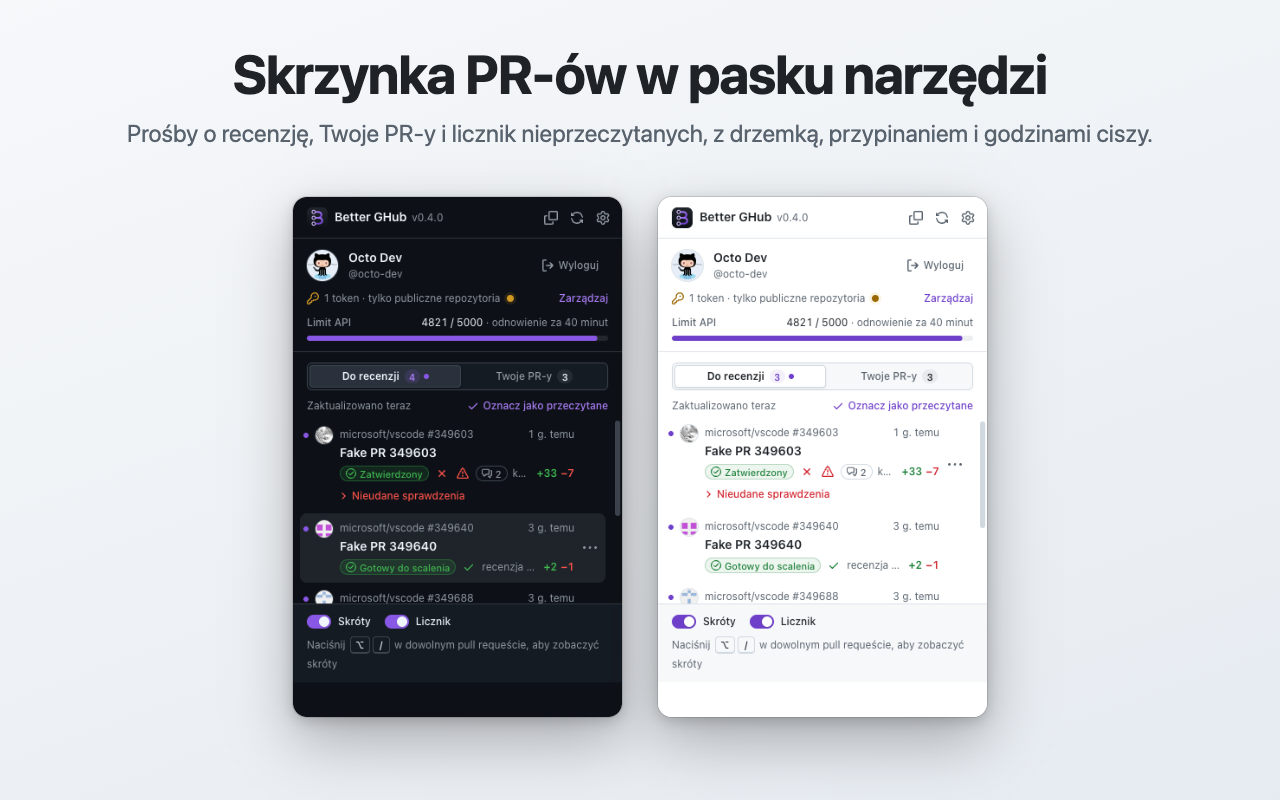 Skrzynka PR-ów w pasku narzędzi
Prośby o recenzję, Twoje PR-y i licznik nieprzeczytanych, z drzemką, przypinaniem i godzinami ciszy.
Better GHub v0.4.0
Octo Dev
@octo-dev
Wyloguj
1 token · tylko publiczne repozytoria
Zarządzaj
Limit API
4821 / 5000 · odnowienie za 40 minut
Do recenzji 4
Twoje PR-y 3
Zaktualizowano teraz
Oznacz jako przeczytane
microsoft/vscode #349603
1 g. temu
Fake PR 349603
Zatwierdzony
2
k...
+33 −7
Nieudane sprawdzenia
microsoft/vscode #349640
3 g. temu
Fake PR 349640
Gotowy do scalenia
recenzja ...
+2 −1
microsoft/vscode #349688
3 g. temu
Skróty
Licznik
Naciśnij ⌥ / w dowolnym pull requeście, aby zobaczyć
skróty
Better GHub v0.4.0
Octo Dev
@octo-dev
Wyloguj
1 token · tylko publiczne repozytoria
Zarządzaj
Limit API
4821 / 5000 · odnowienie za 40 minut
Do recenzji 3
Twoje PR-y 3
Zaktualizowano teraz
Oznacz jako przeczytane
microsoft/vscode #349603
1 g. temu
Fake PR 349603
Zatwierdzony
2
k...
+33 −7
Nieudane sprawdzenia
microsoft/vscode #349640
3 g. temu
Fake PR 349640
Gotowy do scalenia
recenzja ...
+2 −1
microsoft/vscode #349688
3 g. temu
Skróty
Licznik
Naciśnij ⌥ / w dowolnym pull requeście, aby zobaczyć
skróty